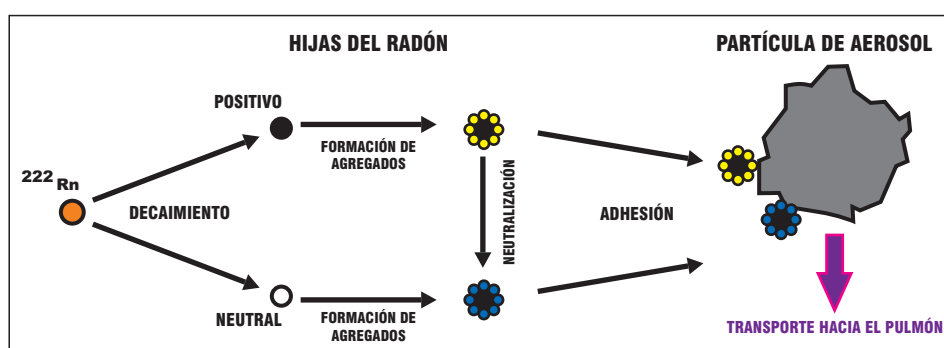 HIJAS DEL RADÓN
PARTÍCULA DE AEROSOL
POSITIVO
FORMACIÓN DE
AGREGADOS
222 Rn
DECAIMIENTO
NEUTRALIZACIÓN
ADHESIÓN
NEUTRAL
FORMACIÓN DE
AGREGADOS
TRANSPORTE HACIA EL PULMÓN